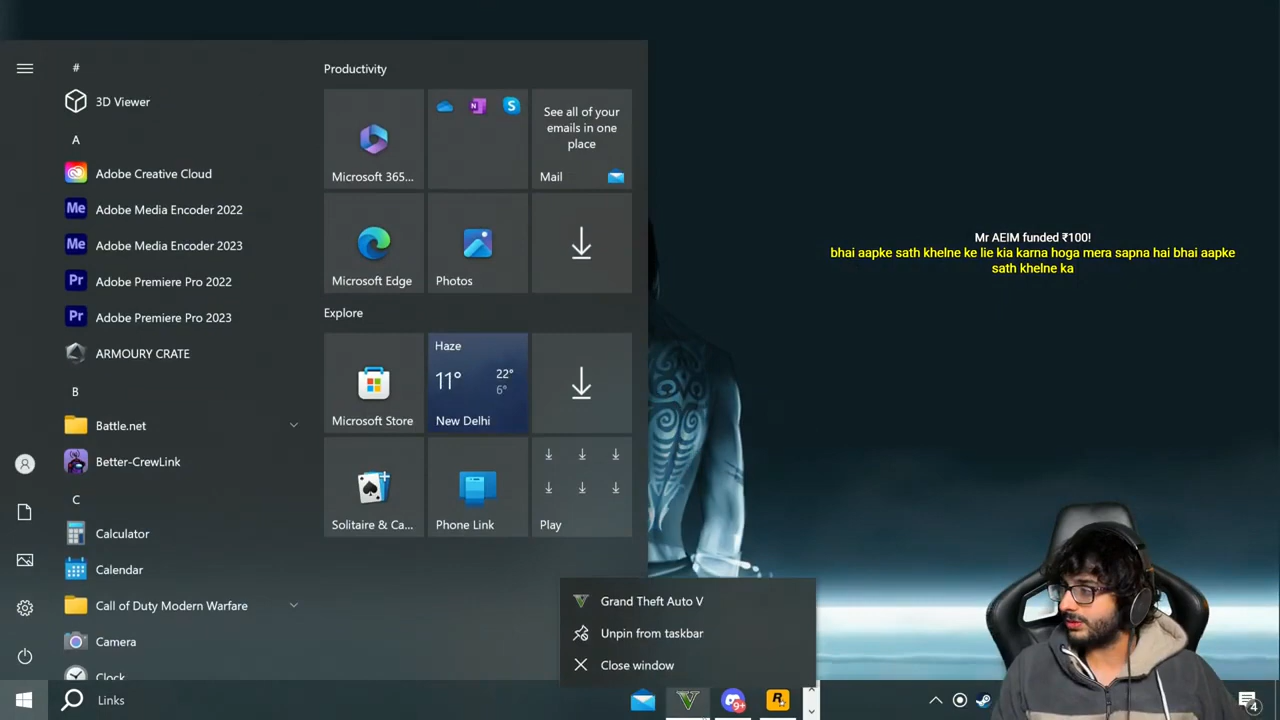 #
3D Viewer
A
Adobe Creative Cloud
Adobe Media Encoder 2022
Adobe Media Encoder 2023
Adobe Premiere Pro 2022
Adobe Premiere Pro 2023
ARMOURY CRATE
B
Battle.net
Better-CrewLink
C
Calculator
Calendar
Call of Duty Modern Warfare
Camera
Clock
Productivity
Microsoft 365...
See all of your
emails in one
place
Mail
Microsoft Edge
Photos
Explore
Microsoft Store
Haze
11°
22°
6°
New Delhi
Solitaire & Ca...
Phone Link
Play
Mr AEIM funded ₹100!
bhai aapke sath khelne ke lie kia karna hoga mera sapna hai bhai aapke
sath khelne ka
Grand Theft Auto V
Unpin from taskbar
Close window
Links
9+
4